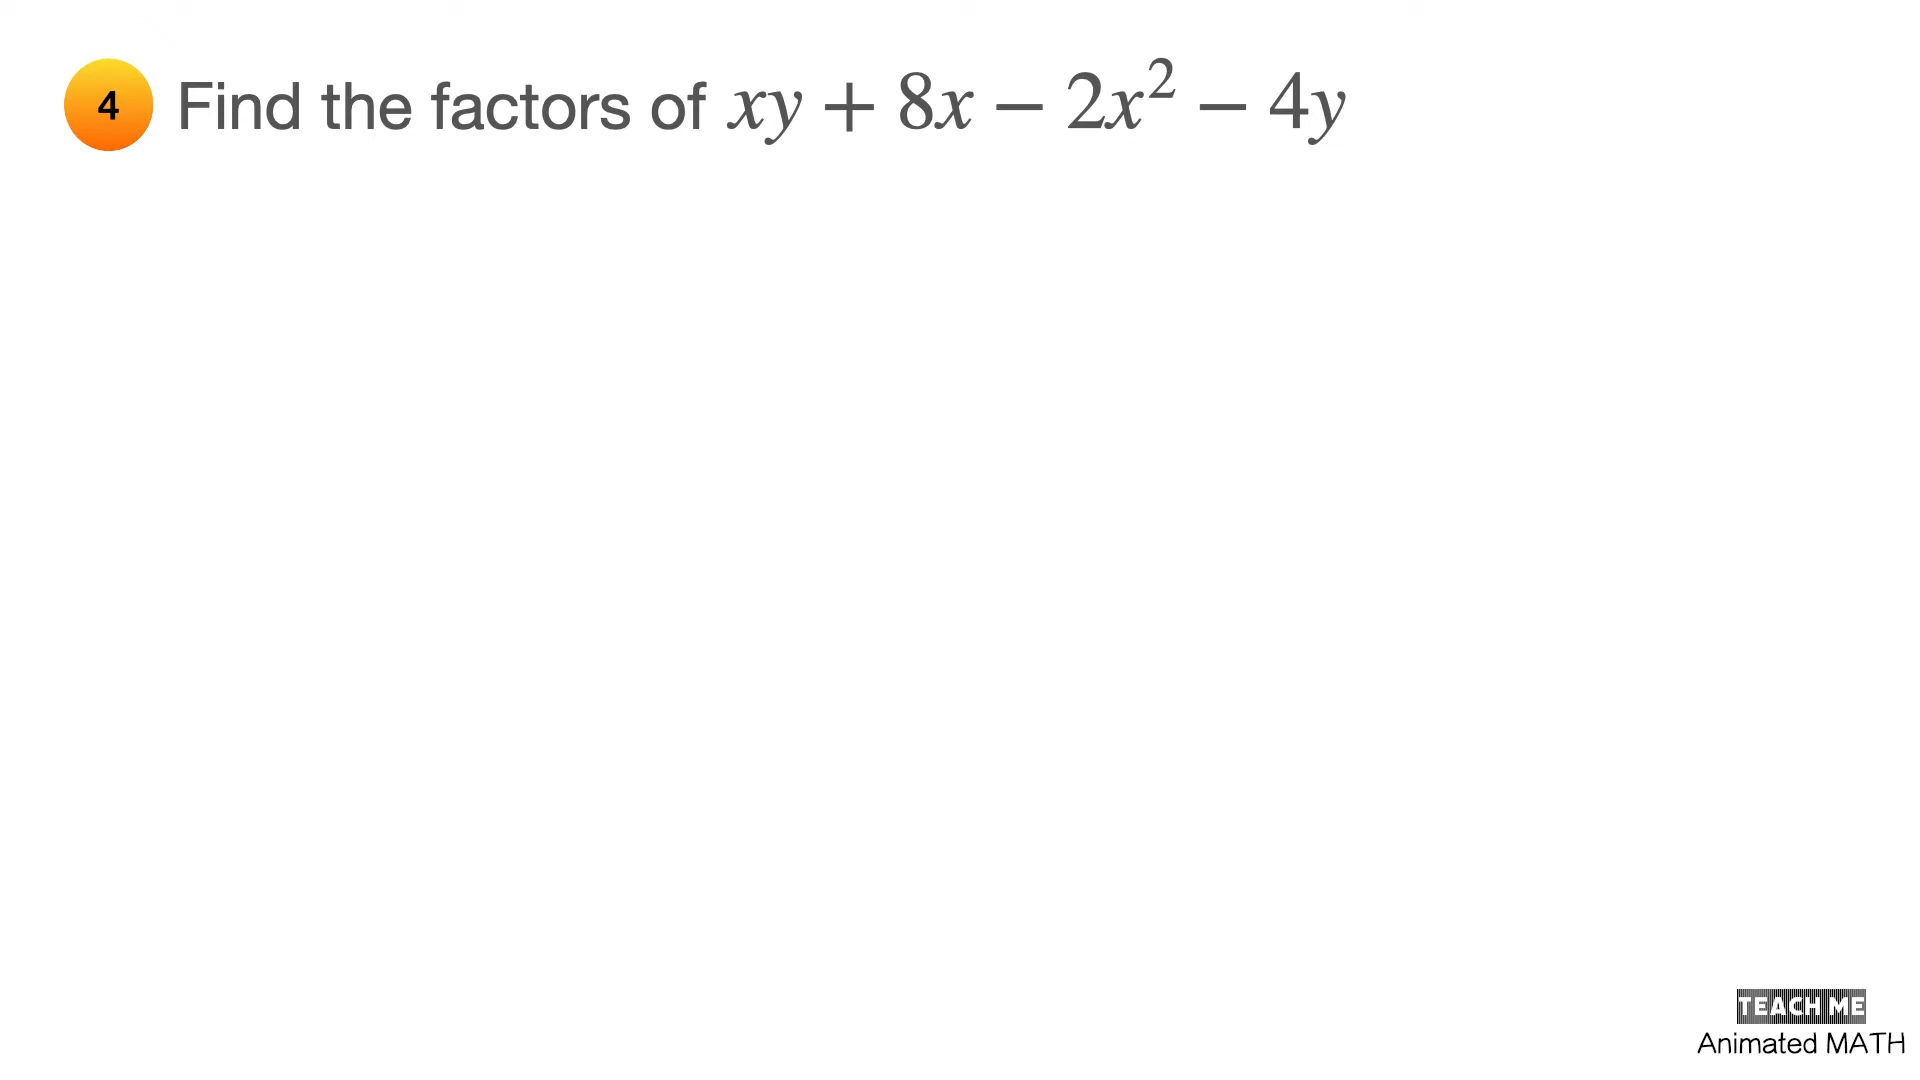 4 Find the factors of xy + 8x − 2x² − 4y
TEACH ME
Animated MATH